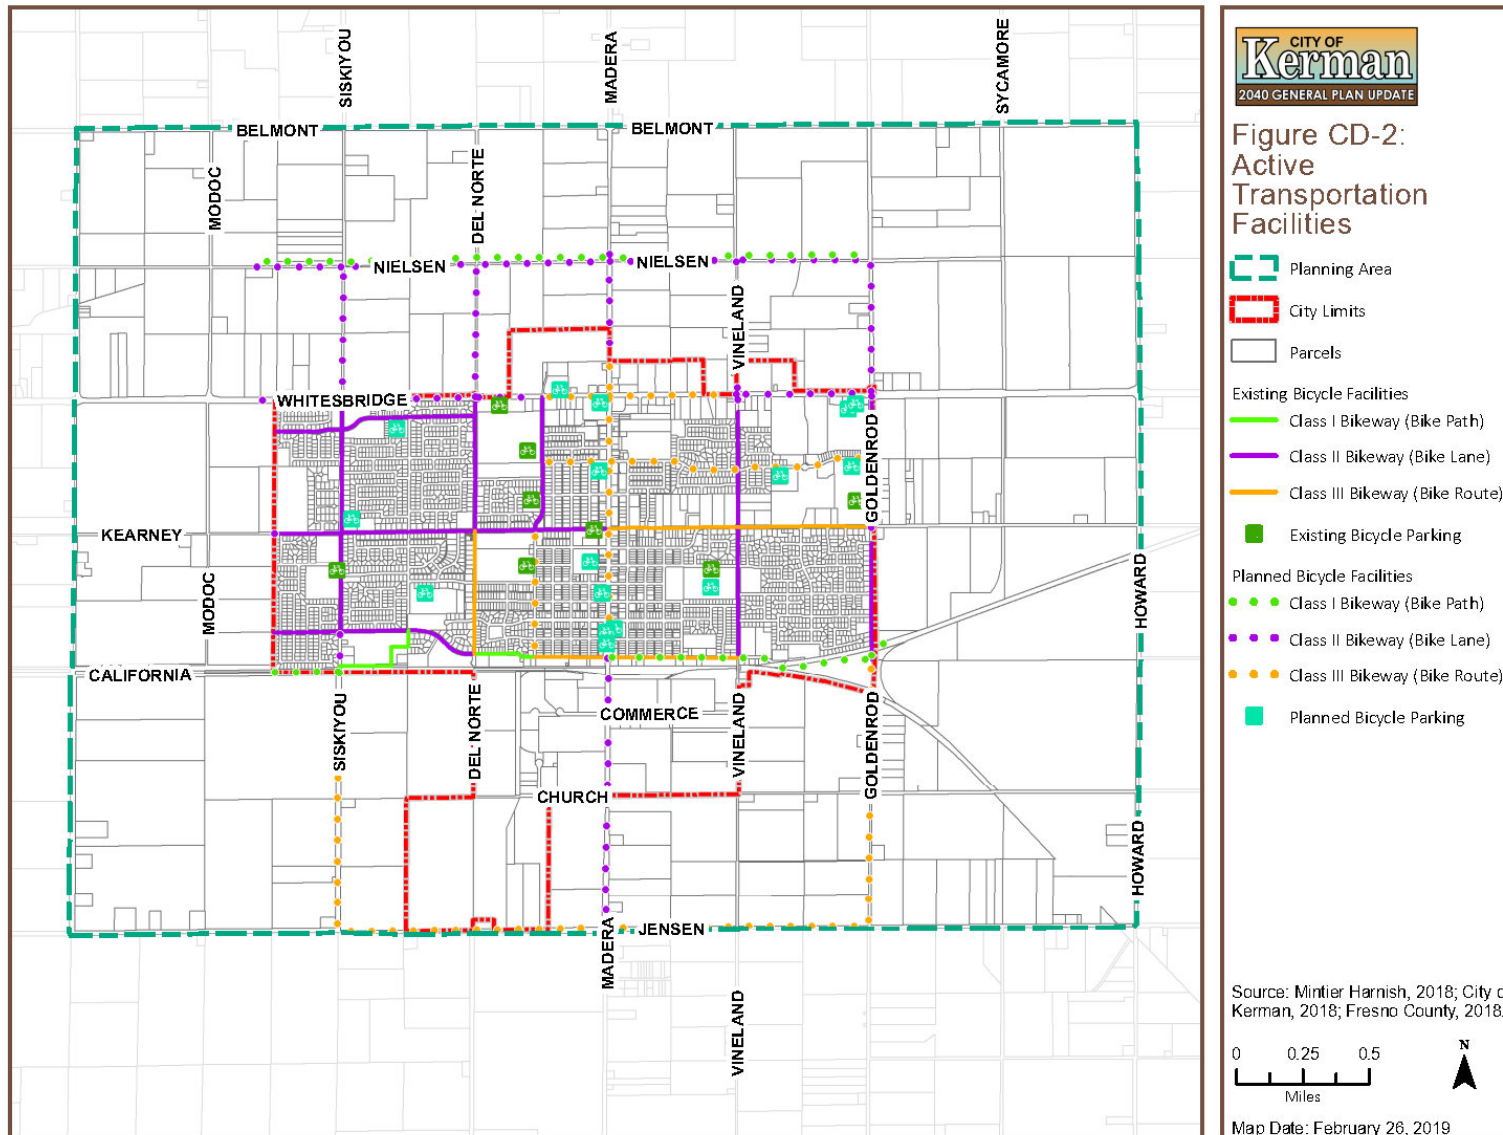 SISKIYOU
MADERA
SYCAMORE
BELMONT
BELMONT
MODOC
DEL NORTE
NIELSEN
NIELSEN
VINELAND
WHITESBRIDGE
GOLDENROD
KEARNEY
MODOC
HOWARD
CALIFORNIA
SISKIYOU
DEL NORTE
COMMERCE
VINELAND
GOLDENROD
CHURCH
HOWARD
MADERA
JENSEN
VINELAND
CITY OF
Kerman
2040 GENERAL PLAN UPDATE
Figure CD-2:
Active
Transportation
Facilities
Planning Area
City Limits
Parcels
Existing Bicycle Facilities
Class I Bikeway (Bike Path)
Class II Bikeway (Bike Lane)
Class III Bikeway (Bike Route)
Existing Bicycle Parking
Planned Bicycle Facilities
Class I Bikeway (Bike Path)
Class II Bikeway (Bike Lane)
Class III Bikeway (Bike Route)
Planned Bicycle Parking
Source: Mintier Harnish, 2018; City o
Kerman, 2018; Fresno County, 2018.
0 0.25 0.5
Miles
N
Map Date: February 26, 2019